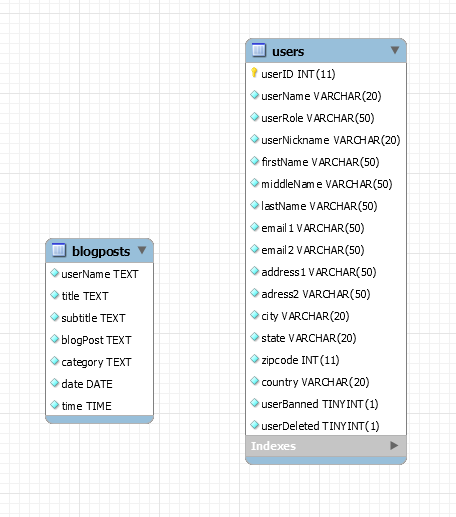 users
userID INT(11)
userName VARCHAR(20)
userRole VARCHAR(50)
userNickname VARCHAR(20)
firstName VARCHAR(50)
middleName VARCHAR(50)
lastName VARCHAR(50)
email1 VARCHAR(50)
email2 VARCHAR(50)
address1 VARCHAR(50)
adress2 VARCHAR(50)
city VARCHAR(20)
state VARCHAR(20)
zipcode INT(11)
country VARCHAR(20)
userBanned TINYINT(1)
userDeleted TINYINT(1)
Indexes
blogposts
userName TEXT
title TEXT
subtitle TEXT
blogPost TEXT
category TEXT
date DATE
time TIME